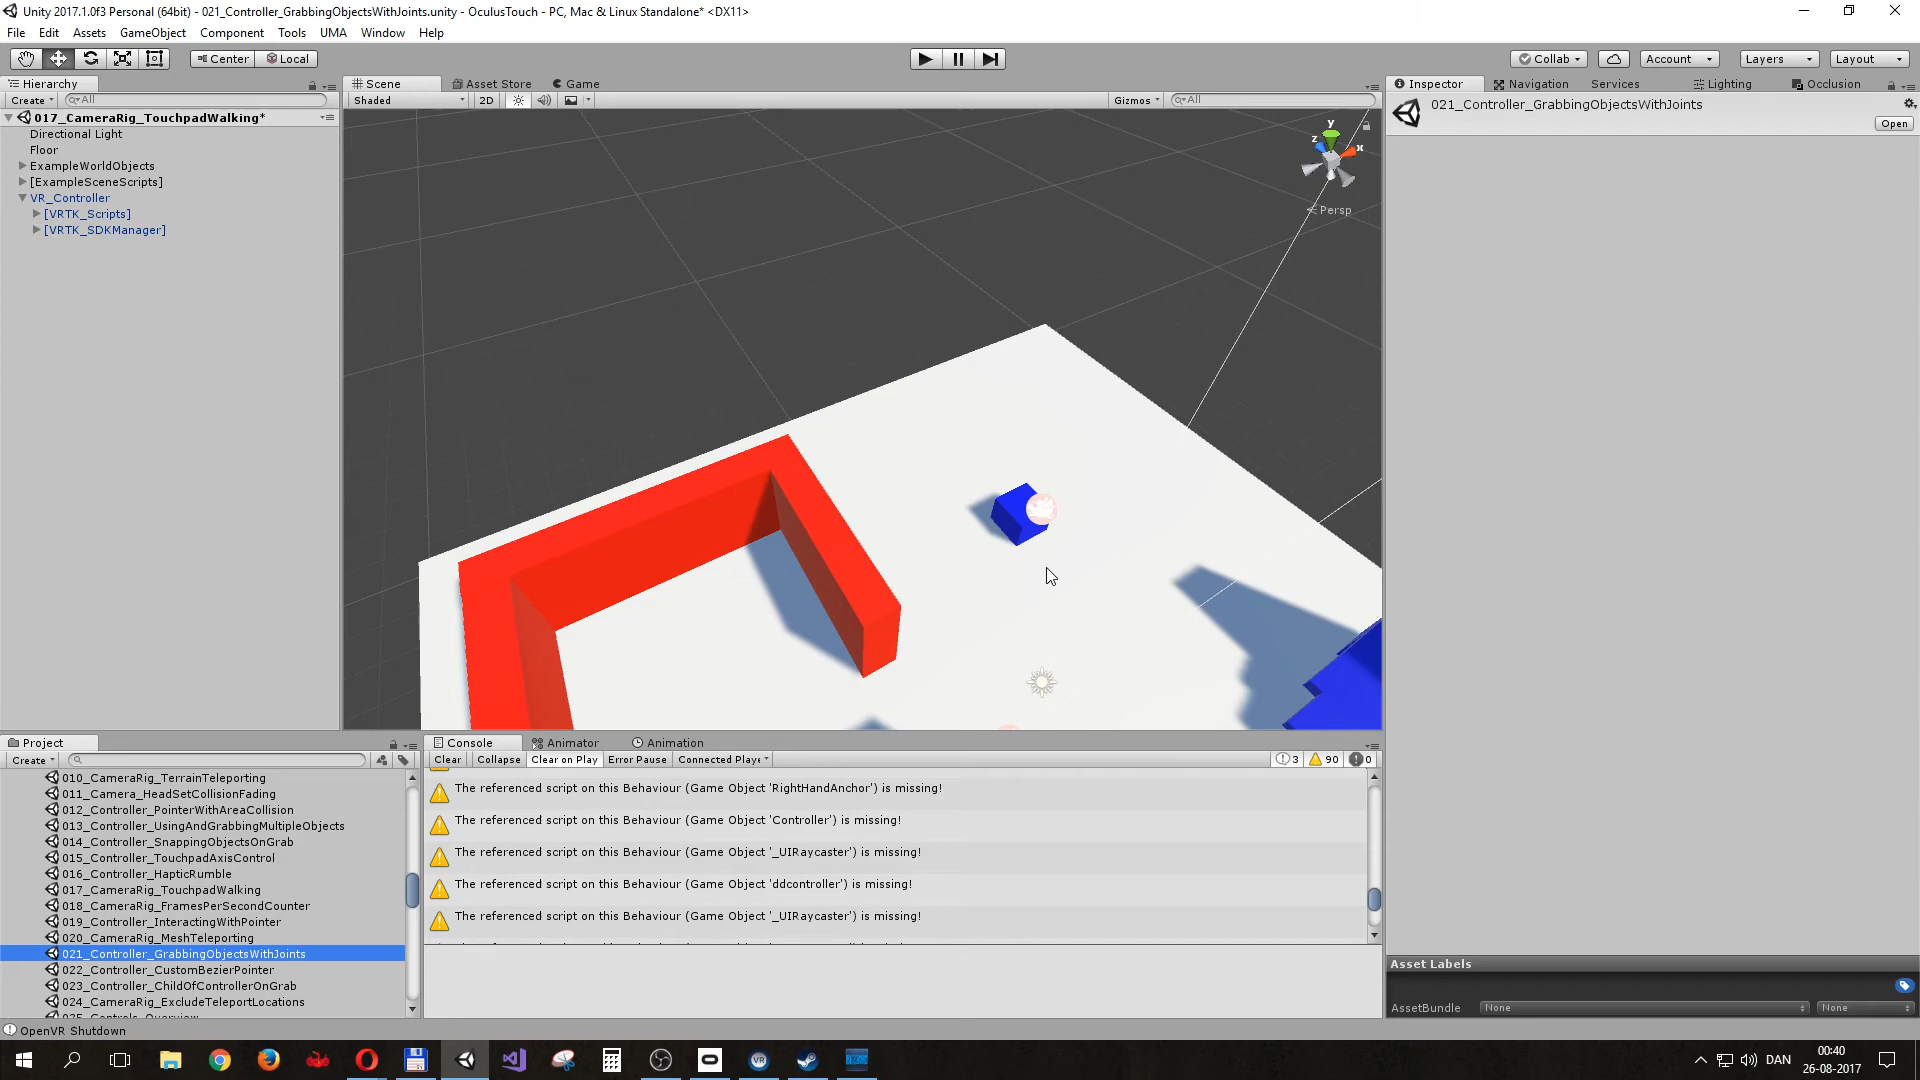 Unity 2017.1.0f3 Personal (64bit) - 021_Controller_GrabbingObjectsWithJoints.unity - OculusTouch - PC, Mac & Linux Standalone* <DX11>
File Edit Assets GameObject Component Tools UMA Window Help
Center Local Collab Account Layers Layout
Hierarchy Scene Asset Store Game Inspector Navigation Services Lighting Occlusion
Create All Shaded 2D Gizmos All
021_Controller_GrabbingObjectsWithJoints
Open
017_CameraRig_TouchpadWalking*
Directional Light
Floor
ExampleWorldObjects
[ExampleSceneScripts]
VR_Controller
[VRTK_Scripts]
[VRTK_SDKManager]
y
z x
Persp
Project Console Animator Animation
Create Clear Collapse Clear on Play Error Pause Connected Playe 3 90 0
010_CameraRig_TerrainTeleporting
011_Camera_HeadSetCollisionFading
012_Controller_PointerWithAreaCollision
013_Controller_UsingAndGrabbingMultipleObjects
014_Controller_SnappingObjectsOnGrab
015_Controller_TouchpadAxisControl
016_Controller_HapticRumble
017_CameraRig_TouchpadWalking
018_CameraRig_FramesPerSecondCounter
019_Controller_InteractingWithPointer
020_CameraRig_MeshTeleporting
021_Controller_GrabbingObjectsWithJoints
022_Controller_CustomBezierPointer
023_Controller_ChildOfControllerOnGrab
024_CameraRig_ExcludeTeleportLocations
025_Controls_Overview
The referenced script on this Behaviour (Game Object 'RightHandAnchor') is missing!
The referenced script on this Behaviour (Game Object 'Controller') is missing!
The referenced script on this Behaviour (Game Object '_UIRaycaster') is missing!
The referenced script on this Behaviour (Game Object 'ddcontroller') is missing!
The referenced script on this Behaviour (Game Object '_UIRaycaster') is missing!
Asset Labels
AssetBundle None None
OpenVR Shutdown
DAN
00:40
26-08-2017